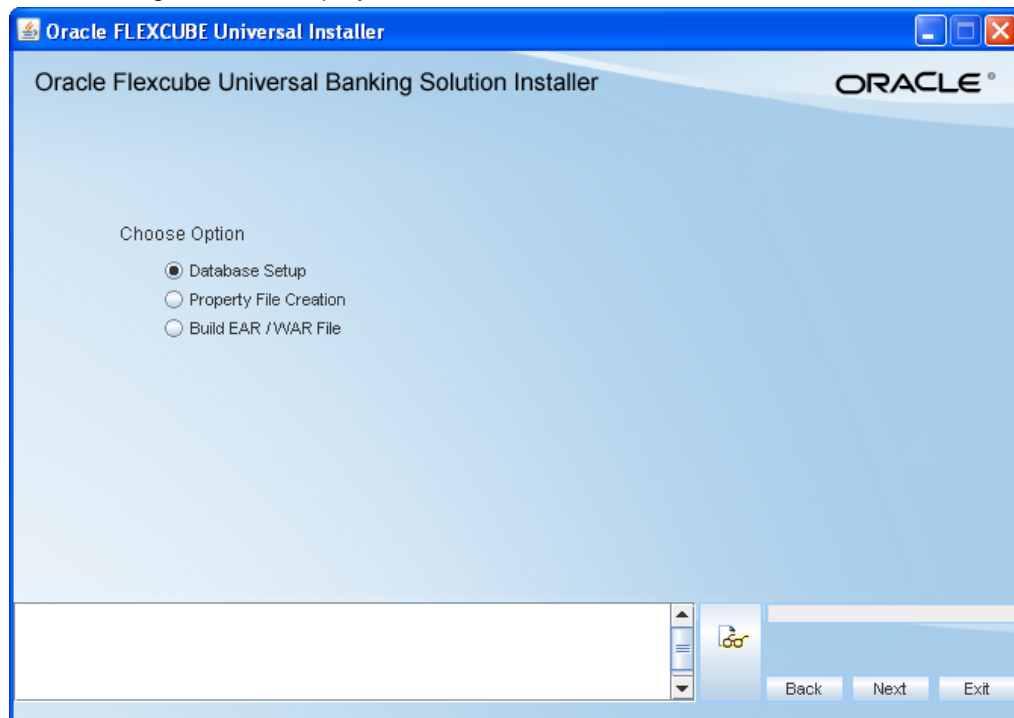 Oracle FLEXCUBE Universal Installer
Oracle Flexcube Universal Banking Solution Installer
ORACLE®
Choose Option
Database Setup
Property File Creation
Build EAR / WAR File
Back Next Exit